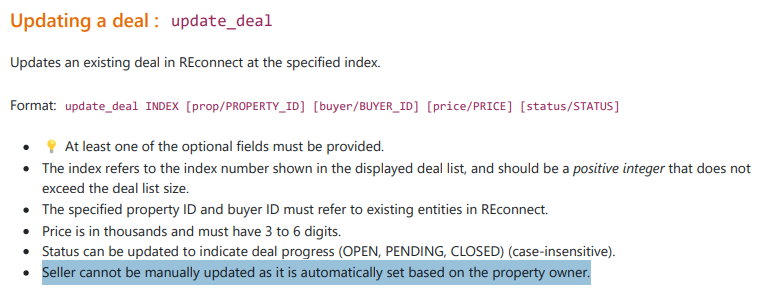 Updating a deal : update_deal
Updates an existing deal in REconnect at the specified index.
Format: update_deal INDEX [prop/PROPERTY_ID] [buyer/BUYER_ID] [price/PRICE] [status/STATUS]
• 💡 At least one of the optional fields must be provided.
• The index refers to the index number shown in the displayed deal list, and should be a positive integer that does not
exceed the deal list size.
• The specified property ID and buyer ID must refer to existing entities in REconnect.
• Price is in thousands and must have 3 to 6 digits.
• Status can be updated to indicate deal progress (OPEN, PENDING, CLOSED) (case-insensitive).
• Seller cannot be manually updated as it is automatically set based on the property owner.